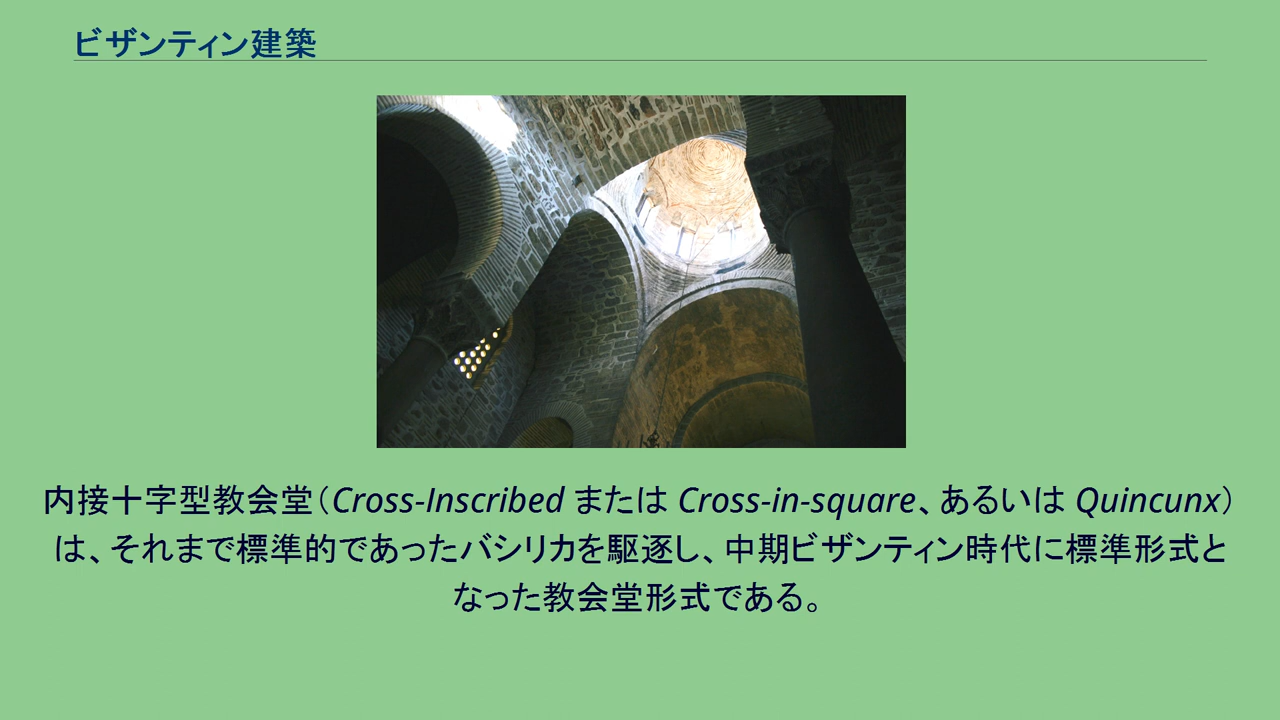 ビザンティン建築
内接十字型教会堂（Cross-Inscribed または Cross-in-square、あるいは Quincunx）
は、それまで標準的であったバシリカを駆逐し、中期ビザンティン時代に標準形式と
なった教会堂形式である。